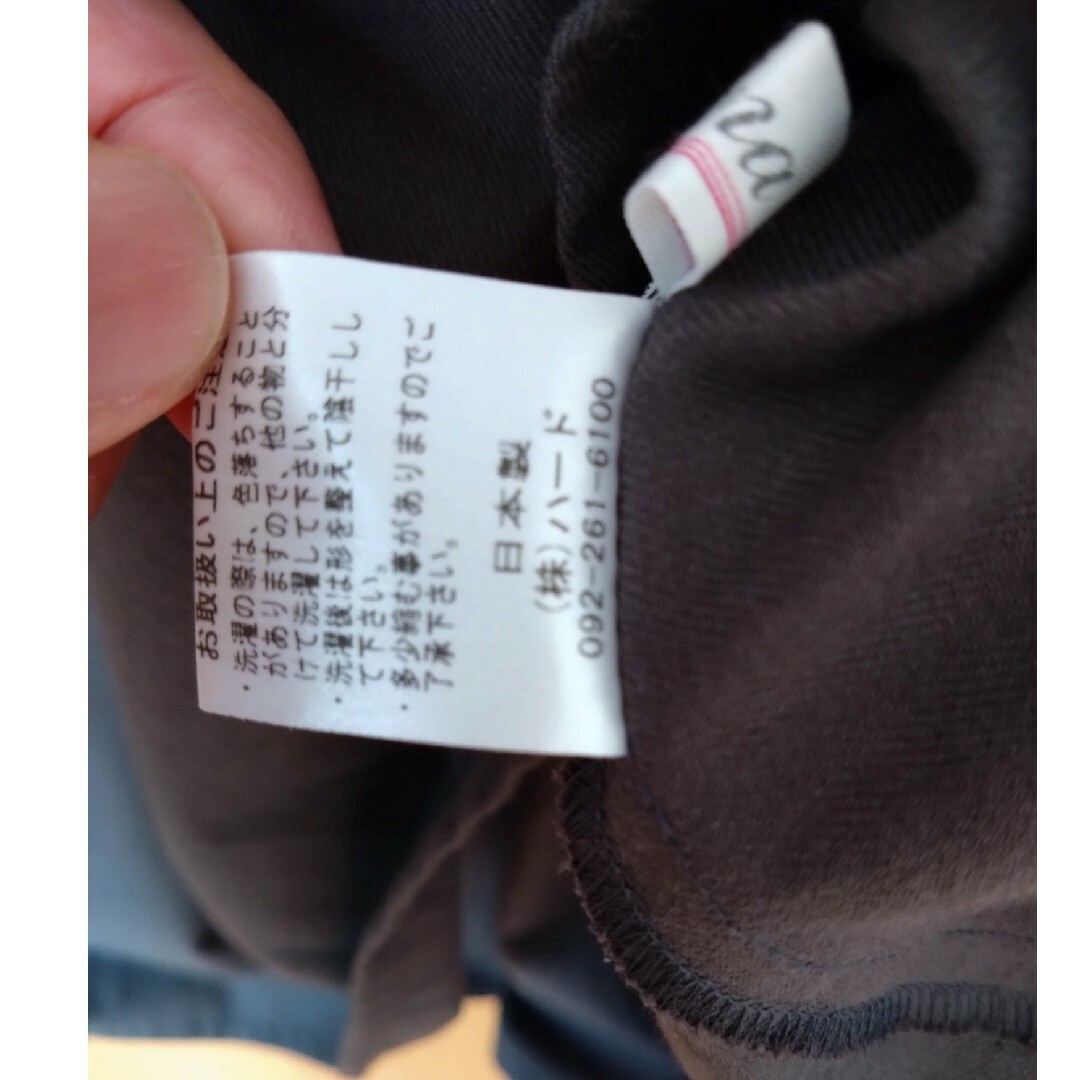 お取扱い上のご注
・洗濯の際は、色落ちすること
がありますので、他の物と分
けて洗濯して下さい。
・洗濯後は形を整えて陰干しし
て下さい。
・多少縮む事がありますのでご
了承下さい。
日本製
(株)ハード
092-261-6100
na